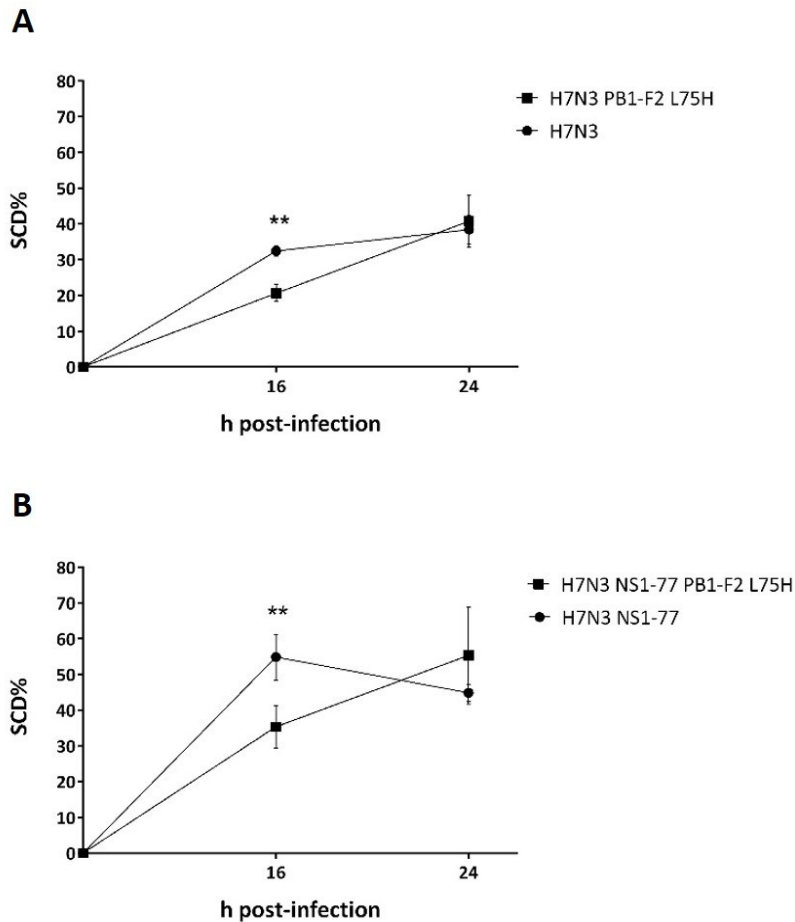 A
80
70
60
50
40
30
20
10
0
SCD%
**
16
24
h post-infection
H7N3 PB1-F2 L75H
H7N3
B
80
70
60
50
40
30
20
10
0
SCD%
**
16
24
h post-infection
H7N3 NS1-77 PB1-F2 L75H
H7N3 NS1-77